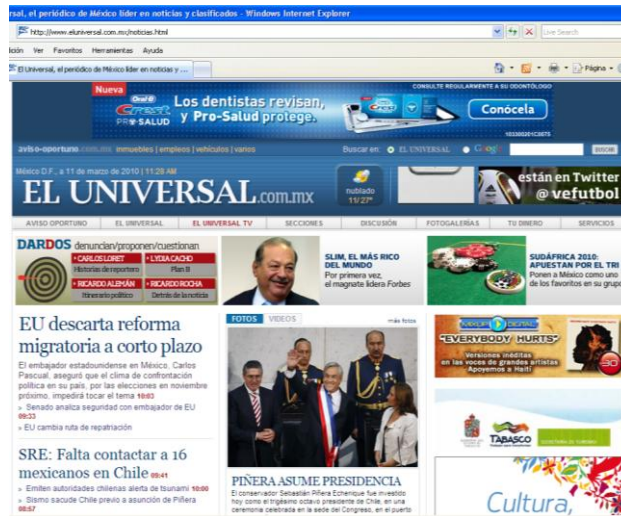 rsal, el periódico de México líder en noticias y clasificados - Windows Internet Explorer
http://www.eluniversal.com.mx/noticias.html
Live Search
ición Ver Favoritos Herramientas Ayuda
El Universal, el periódico de México líder en noticias y ...
Página
Nueva
CONSULTE REGULARMENTE A SU ODONTÓLOGO
Oral-B
Crest
PRO-SALUD
Los dentistas revisan,
y Pro-Salud protege.
Crest
Conócela
103300201C0075
aviso-oportuno.com.mx inmuebles | empleos | vehículos | varios
Buscar en: EL UNIVERSAL Google BUSCAR
México D.F., a 11 de marzo de 2010 | 11:28 AM
EL UNIVERSAL.com.mx
nublado
11/27°
están en Twitter
@vefutbol
AVISO OPORTUNO EL UNIVERSAL EL UNIVERSAL TV SECCIONES DISCUSIÓN FOTOGALERÍAS TU DINERO SERVICIOS
DARDOS denuncian/proponen/cuestionan
• CARLOS LORET
Historias de reportero
• LYDIA CACHO
Plan B
• RICARDO ALEMÁN
Itinerario político
• RICARDO ROCHA
Detrás de la noticia
SLIM, EL MÁS RICO
DEL MUNDO
Por primera vez,
el magnate lidera Forbes
SUDÁFRICA 2010:
APUESTAN POR EL TRI
Ponen a México como uno
de los favoritos en su grupo
EU descarta reforma
migratoria a corto plazo
El embajador estadounidense en México, Carlos
Pascual, aseguró que el clima de confrontación
política en su país, por las elecciones en noviembre
próximo, impedirá tocar el tema 10:03
» Senado analiza seguridad con embajador de EU
09:33
» EU cambia ruta de repatriación
SRE: Falta contactar a 16
mexicanos en Chile 09:41
» Emiten autoridades chilenas alerta de tsunami 10:00
» Sismo sacude Chile previo a asunción de Piñera
08:57
FOTOS VIDEOS más fotos
PIÑERA ASUME PRESIDENCIA
El conservador Sebastián Piñera Echenique fue investido
hoy como el trigésimo octavo presidente de Chile, en una
ceremonia celebrada en la sede del Congreso, en el puerto
"EVERYBODY HURTS"
Versiones inéditas
en las voces de grandes artistas
Apoyemos a Haití
TABASCO
Cultura,